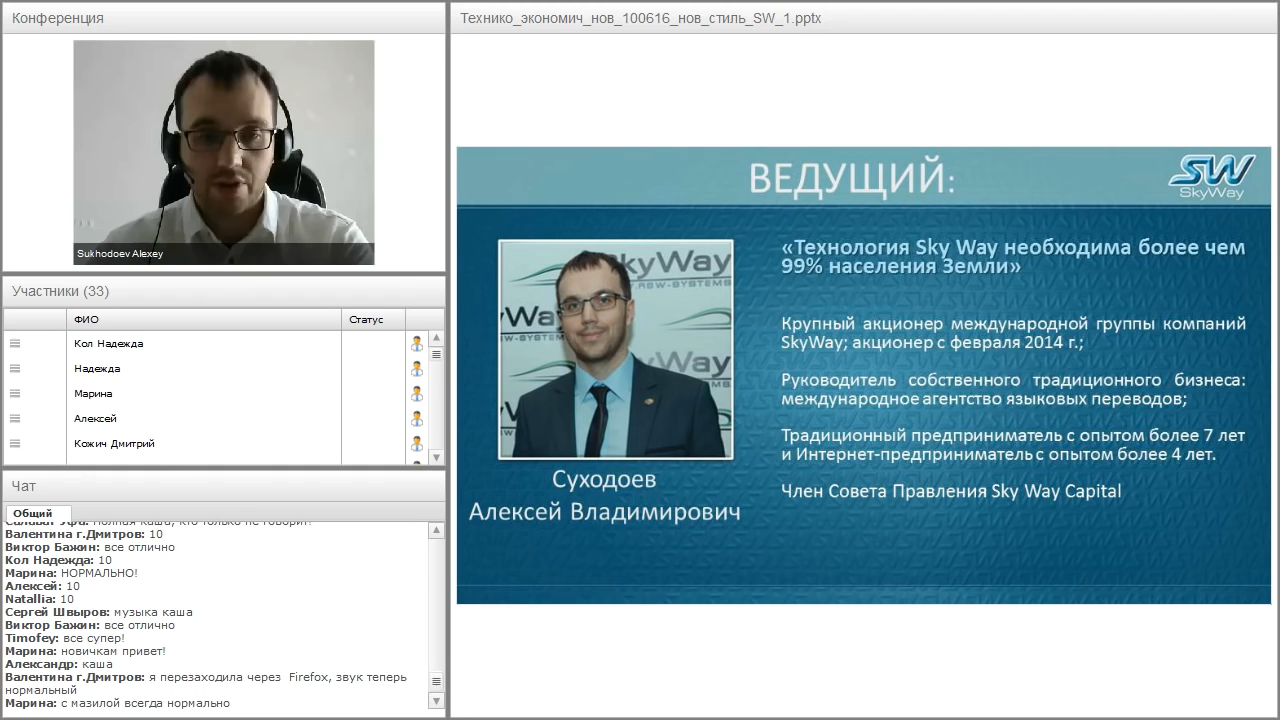 Конференция
Sukhodoev Alexey
Участники (33)
ФИО
Статус
Кол Надежда
Надежда
Марина
Алексей
Кожич Дмитрий
Чат
Общий
Валентина г.Дмитров: 10
Виктор Бажин: все отлично
Кол Надежда: 10
Марина: НОРМАЛЬНО!
Алексей: 10
Natallia: 10
Сергей Швыров: музыка каша
Виктор Бажин: все отлично
Timofey: все супер!
Марина: новичкам привет!
Александр: каша
Валентина г.Дмитров: я перезаходила через Firefox, звук теперь
нормальный
Марина: с мазилой всегда нормально
Технико_экономич_нов_100616_нов_стиль_SW_1.pptx
ВЕДУЩИЙ:
SW
SkyWay
SkyWay
Суходоев
Алексей Владимирович
«Технология Sky Way необходима более чем
99% населения Земли»
Крупный акционер международной группы компаний
SkyWay; акционер с февраля 2014 г.;
Руководитель собственного традиционного бизнеса:
международное агентство языковых переводов;
Традиционный предприниматель с опытом более 7 лет
и Интернет-предприниматель с опытом более 4 лет.
Член Совета Правления Sky Way Capital